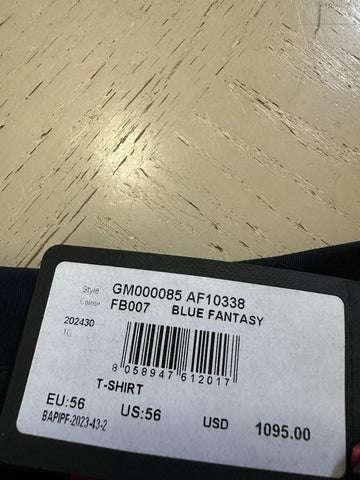 Style GM000085 AF10338
Colour FB007 BLUE FANTASY
202430
10
8 058947 612017
T-SHIRT
EU:56 US:56 USD 1095.00
BAPIPF-2023-43-2